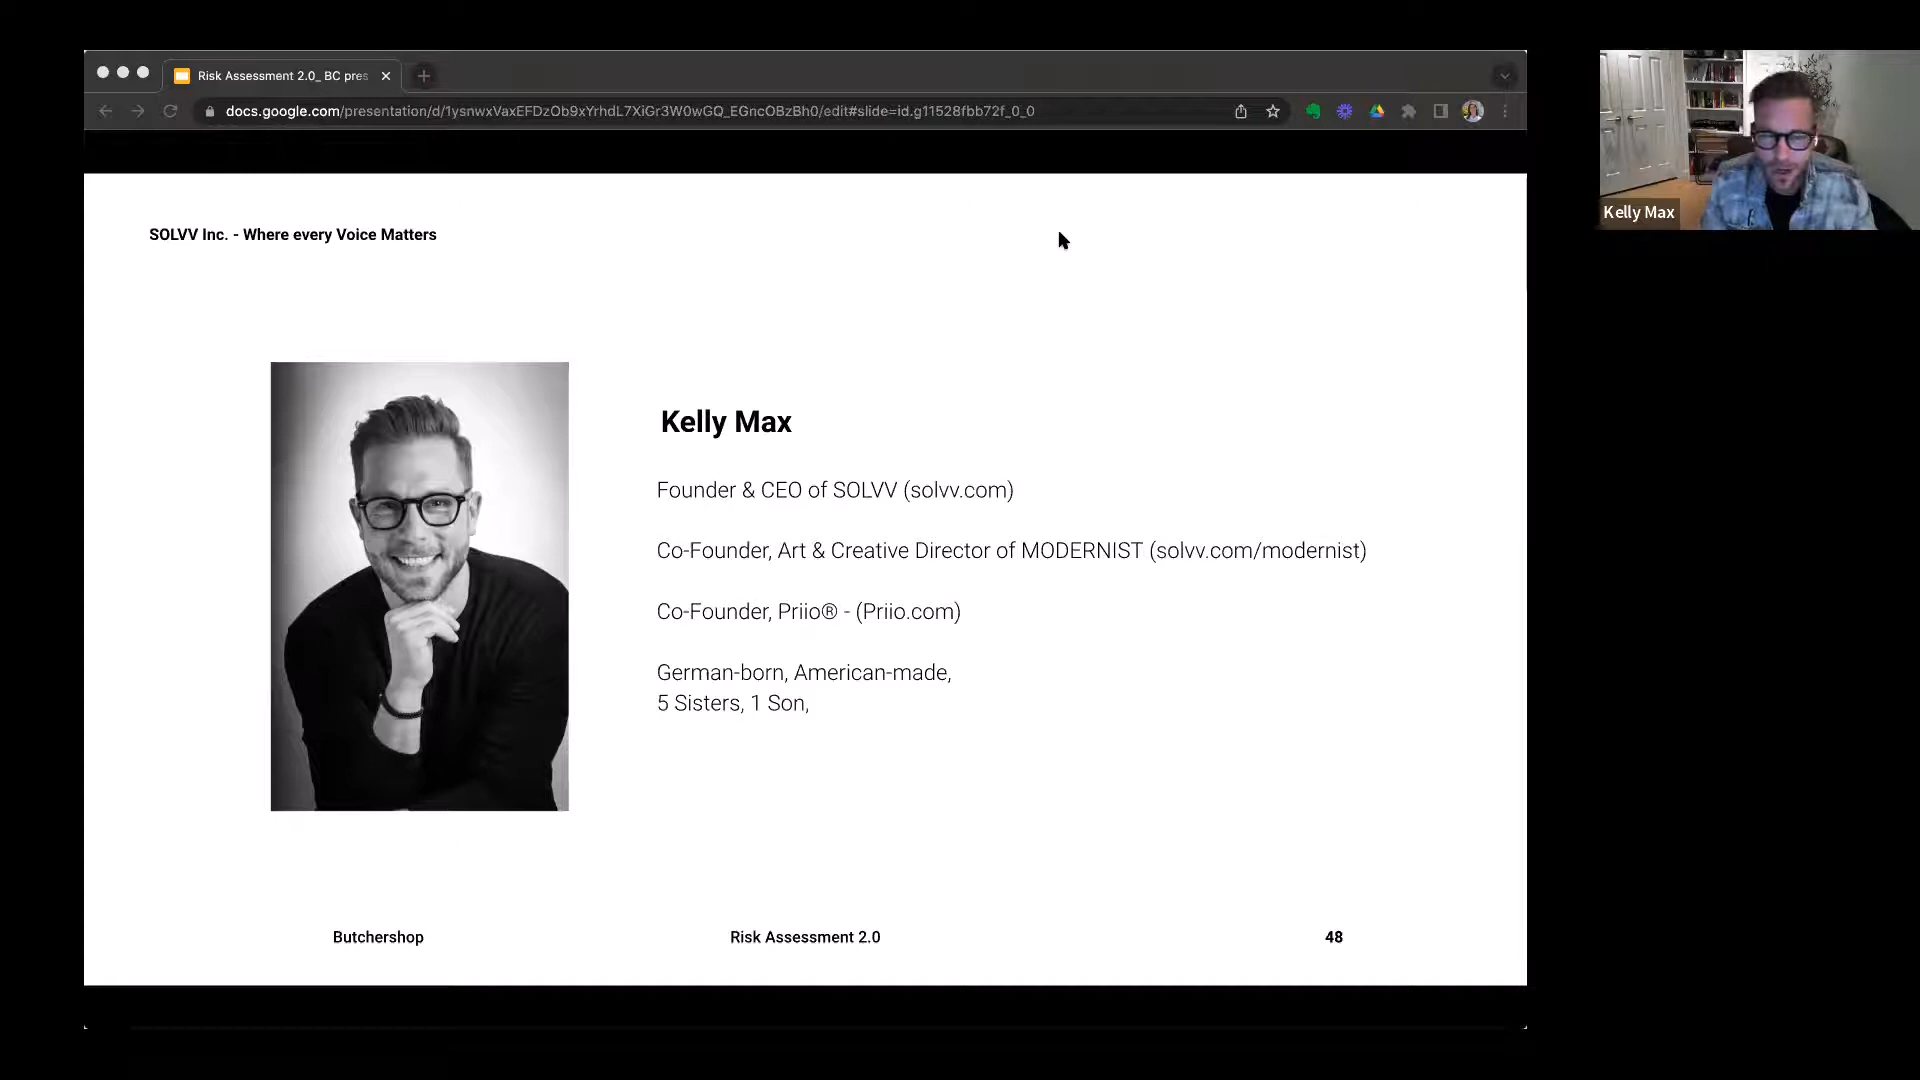 Risk Assessment 2.0_ BC pres
docs.google.com/presentation/d/1ysnwxVaxEFDzOb9xYrhdL7XiGr3W0wGQ_EGncOBzBh0/edit#slide=id.g11528fbb72f_0_0
Kelly Max
SOLVV Inc. - Where every Voice Matters
Kelly Max
Founder & CEO of SOLVV (solvv.com)
Co-Founder, Art & Creative Director of MODERNIST (solvv.com/modernist)
Co-Founder, Priio® - (Priio.com)
German-born, American-made,
5 Sisters, 1 Son,
Butchershop
Risk Assessment 2.0
48